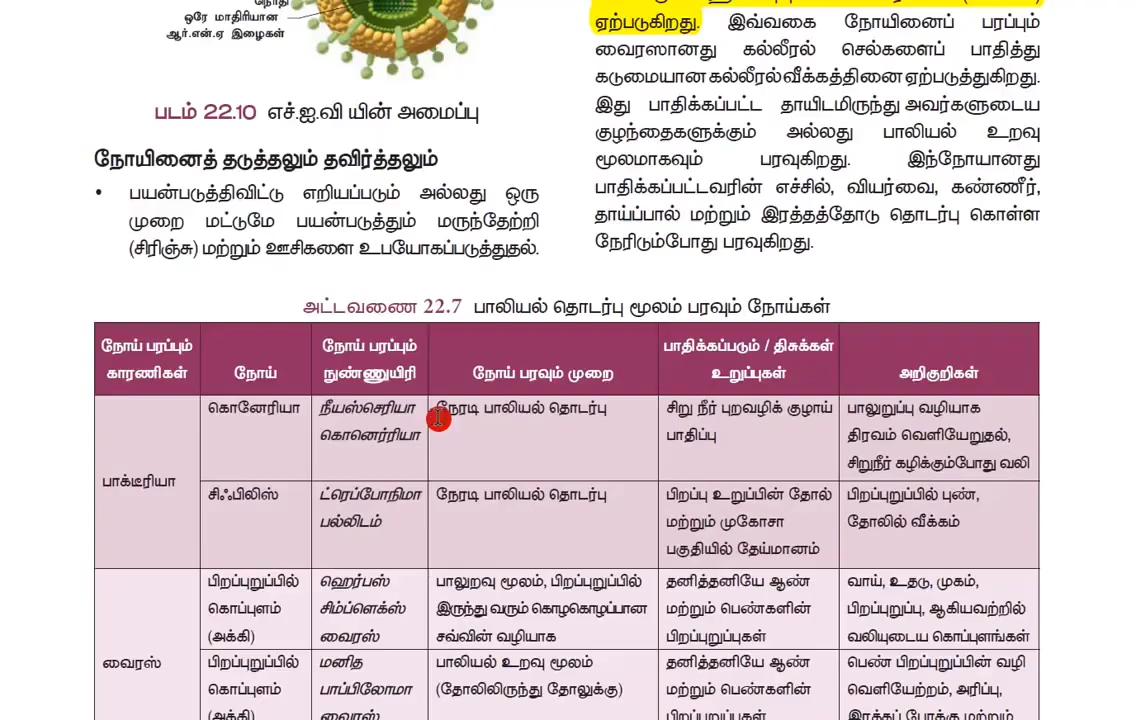 ஒரே மாதிரியான
ஆர்.என்.ஏ இழைகள்
படம் 22.10 எச்.ஐ.வி யின் அமைப்பு
நோயினைத் தடுத்தலும் தவிர்த்தலும்
• பயன்படுத்திவிட்டு எறியப்படும் அல்லது ஒரு
முறை மட்டுமே பயன்படுத்தும் மருந்தேற்றி
(சிரிஞ்சு) மற்றும் ஊசிகளை உபயோகப்படுத்துதல்.
ஏற்படுகிறது. இவ்வகை நோயினைப் பரப்பும்
வைரஸானது கல்லீரல் செல்களைப் பாதித்து
கடுமையான கல்லீரல் வீக்கத்தினை ஏற்படுத்துகிறது.
இது பாதிக்கப்பட்ட தாயிடமிருந்து அவர்களுடைய
குழந்தைகளுக்கும் அல்லது பாலியல் உறவு
மூலமாகவும் பரவுகிறது. இந்நோயானது
பாதிக்கப்பட்டவரின் எச்சில், வியர்வை, கண்ணீர்,
தாய்ப்பால் மற்றும் இரத்தத்தோடு தொடர்பு கொள்ள
நேரிடும்போது பரவுகிறது.
அட்டவணை 22.7 பாலியல் தொடர்பு மூலம் பரவும் நோய்கள்
நோய் பரப்பும்
காரணிகள்
நோய்
நோய் பரப்பும்
நுண்ணுயிரி
நோய் பரவும் முறை
பாதிக்கப்படும் / திசுக்கள்
உறுப்புகள்
அறிகுறிகள்
பாக்டீரியா
கொனேரியா
நீயஸ்செரியா
கொனெர்ரியா
நேரடி பாலியல் தொடர்பு
சிறு நீர் புறவழிக் குழாய்
பாதிப்பு
பாலுறுப்பு வழியாக
திரவம் வெளியேறுதல்,
சிறுநீர் கழிக்கும்போது வலி
சிஃபிலிஸ்
ட்ரெப்போநிமா
பல்லிடம்
நேரடி பாலியல் தொடர்பு
பிறப்பு உறுப்பின் தோல்
மற்றும் முகோசா
பகுதியில் தேய்மானம்
பிறப்புறுப்பில் புண்,
தோலில் வீக்கம்
வைரஸ்
பிறப்புறுப்பில்
கொப்புளம்
(அக்கி)
ஹெர்பஸ்
சிம்ப்ளெக்ஸ்
வைரஸ்
பாலுறவு மூலம், பிறப்புறுப்பில்
இருந்து வரும் கொழகொழப்பான
சவ்வின் வழியாக
தனித்தனியே ஆண்
மற்றும் பெண்களின்
பிறப்புறுப்புகள்
வாய், உதடு, முகம்,
பிறப்புறுப்பு, ஆகியவற்றில்
வலியுடைய கொப்புளங்கள்
பிறப்புறுப்பில்
கொப்புளம்
(அக்கி)
மனித
பாப்பிலோமா
வைரஸ்
பாலியல் உறவு மூலம்
(தோலிலிருந்து தோலுக்கு)
தனித்தனியே ஆண்
மற்றும் பெண்களின்
பிறப்புறுப்புகள்
பெண் பிறப்புறுப்பின் வழி
வெளியேற்றம், அரிப்பு,
இரத்தப் போக்கு மற்றும்